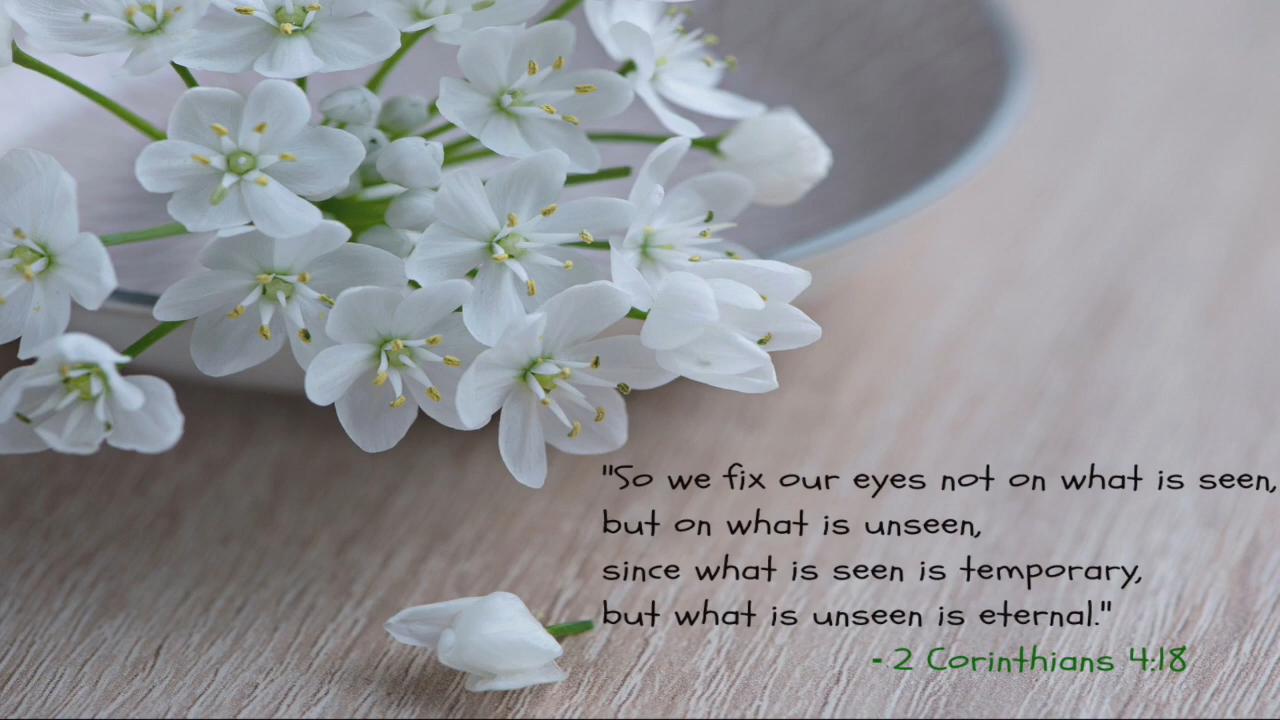 "So we fix our eyes not on what is seen,
but on what is unseen,
since what is seen is temporary,
but what is unseen is eternal."
- 2 Corinthians 4:18